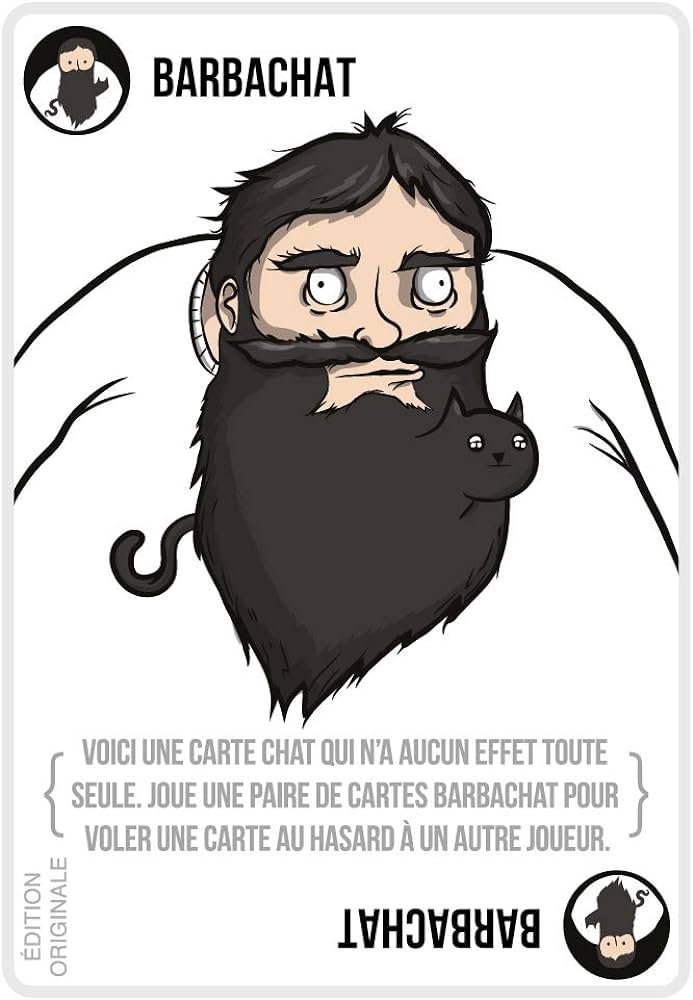 BARBACHAT
VOICI UNE CARTE CHAT QUI N'A AUCUN EFFET TOUTE
SEULE. JOUE UNE PAIRE DE CARTES BARBACHAT POUR
VOLER UNE CARTE AU HASARD À UN AUTRE JOUEUR.
ÉDITION
ORIGINALE
BARBACHAT